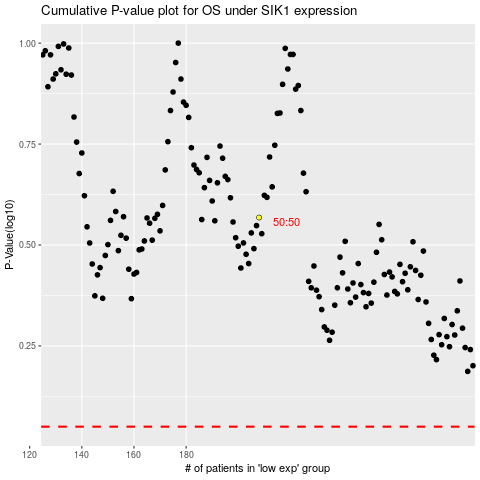 Cumulative P-value plot for OS under SIK1 expression
P-Value(log10)
1.00
0.75
0.50
0.25
50:50
120 140 160 180
# of patients in 'low exp' group